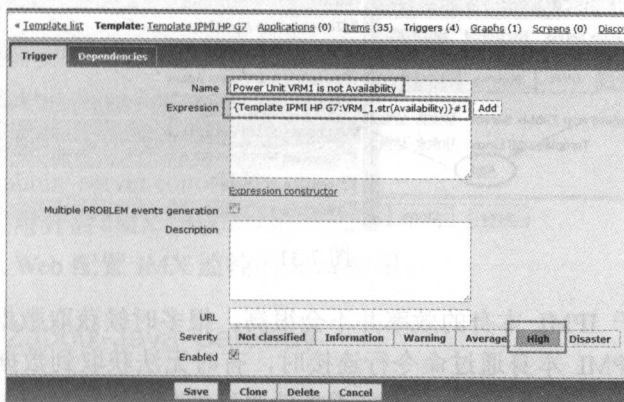 « Template list Template: Template IPMI HP G7 Applications (0) Items (35) Triggers (4) Graphs (1) Screens (0) Discov
Trigger Dependencies
Name Power Unit VRM1 is not Availability
Expression {Template IPMI HP G7:VRM_1.str(Availability)}#1 Add
Expression constructor
Multiple PROBLEM events generation
Description
URL
Severity Not classified Information Warning Average High Disaster
Enabled
Save Clone Delete Cancel